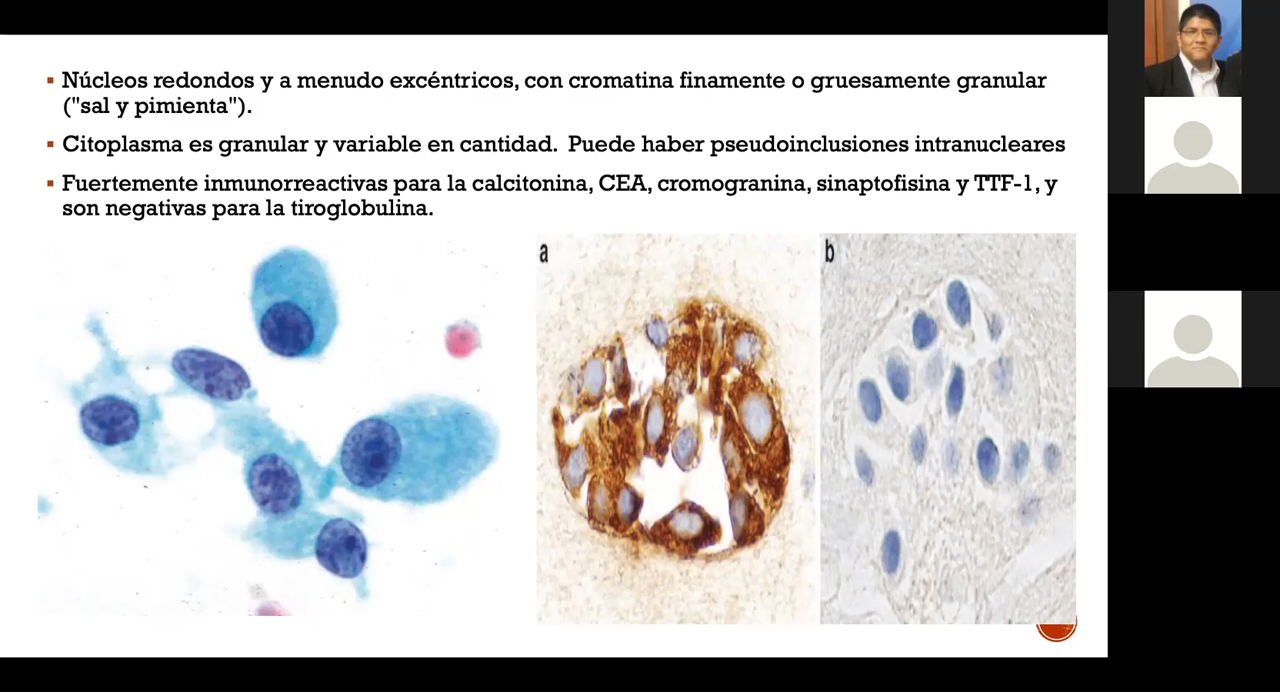 Núcleos redondos y a menudo excéntricos, con cromatina finamente o gruesamente granular
("sal y pimienta").
Citoplasma es granular y variable en cantidad. Puede haber pseudoinclusiones intranucleares
Fuertemente inmunorreactivas para la calcitonina, CEA, cromogranina, sinaptofisina y TTF-1, y
son negativas para la tiroglobulina.
a
b